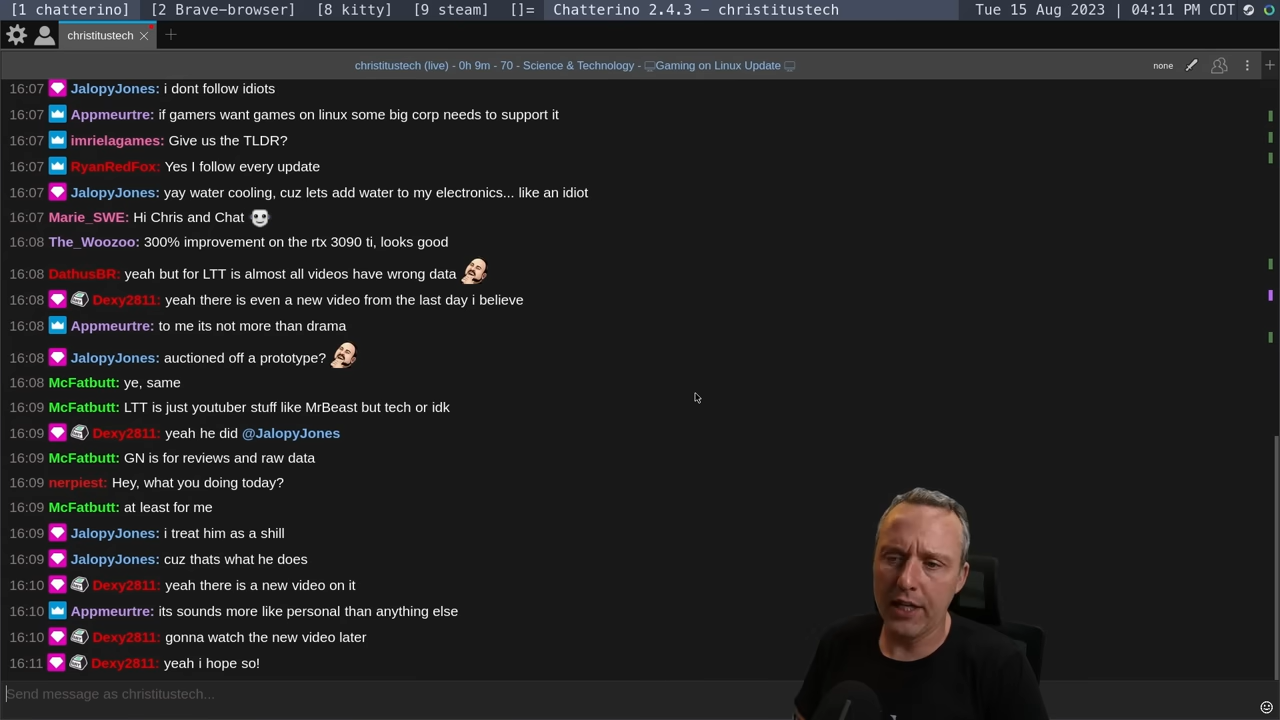 [1 chatterino] [2 Brave-browser] [8 kitty] [9 steam] []= Chatterino 2.4.3 - christitustech Tue 15 Aug 2023 | 04:11 PM CDT
christitustech
christitustech (live) - 0h 9m - 70 - Science & Technology - 🖥️Gaming on Linux Update 🖥️ none
16:07 JalopyJones: i dont follow idiots
16:07 Appmeurtre: if gamers want games on linux some big corp needs to support it
16:07 imrielagames: Give us the TLDR?
16:07 RyanRedFox: Yes I follow every update
16:07 JalopyJones: yay water cooling, cuz lets add water to my electronics... like an idiot
16:07 Marie_SWE: Hi Chris and Chat
16:08 The_Woozoo: 300% improvement on the rtx 3090 ti, looks good
16:08 DathusBR: yeah but for LTT is almost all videos have wrong data
16:08 Dexy2811: yeah there is even a new video from the last day i believe
16:08 Appmeurtre: to me its not more than drama
16:08 JalopyJones: auctioned off a prototype?
16:08 McFatbutt: ye, same
16:09 McFatbutt: LTT is just youtuber stuff like MrBeast but tech or idk
16:09 Dexy2811: yeah he did @JalopyJones
16:09 McFatbutt: GN is for reviews and raw data
16:09 nerpiest: Hey, what you doing today?
16:09 McFatbutt: at least for me
16:09 JalopyJones: i treat him as a shill
16:09 JalopyJones: cuz thats what he does
16:10 Dexy2811: yeah there is a new video on it
16:10 Appmeurtre: its sounds more like personal than anything else
16:10 Dexy2811: gonna watch the new video later
16:11 Dexy2811: yeah i hope so!
Send message as christitustech...